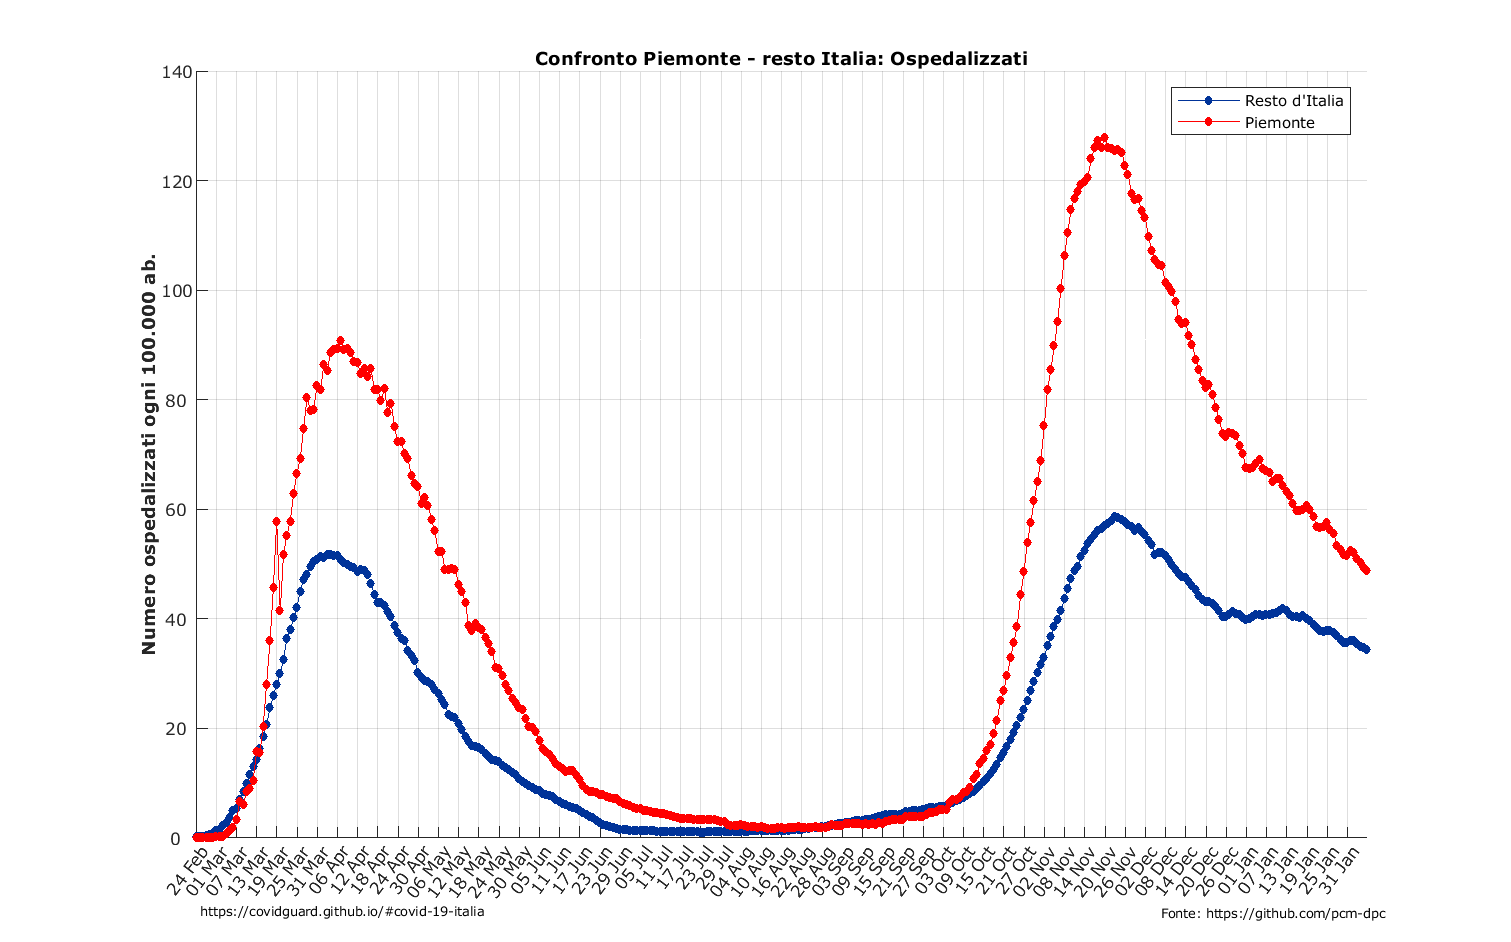 Confronto Piemonte - resto Italia: Ospedalizzati
Resto d'Italia
Piemonte
Numero ospedalizzati ogni 100.000 ab.
140
120
100
80
60
40
20
0
24 Feb
01 Mar
07 Mar
13 Mar
19 Mar
25 Mar
31 Mar
06 Apr
12 Apr
18 Apr
24 Apr
30 Apr
06 May
12 May
18 May
24 May
30 May
05 Jun
11 Jun
17 Jun
23 Jun
29 Jun
05 Jul
11 Jul
17 Jul
23 Jul
29 Jul
04 Aug
10 Aug
16 Aug
22 Aug
28 Aug
03 Sep
09 Sep
15 Sep
21 Sep
27 Sep
03 Oct
09 Oct
15 Oct
21 Oct
27 Oct
02 Nov
08 Nov
14 Nov
20 Nov
26 Nov
02 Dec
08 Dec
14 Dec
20 Dec
26 Dec
01 Jan
07 Jan
13 Jan
19 Jan
25 Jan
31 Jan
https://covidguard.github.io/#covid-19-italia
Fonte: https://github.com/pcm-dpc